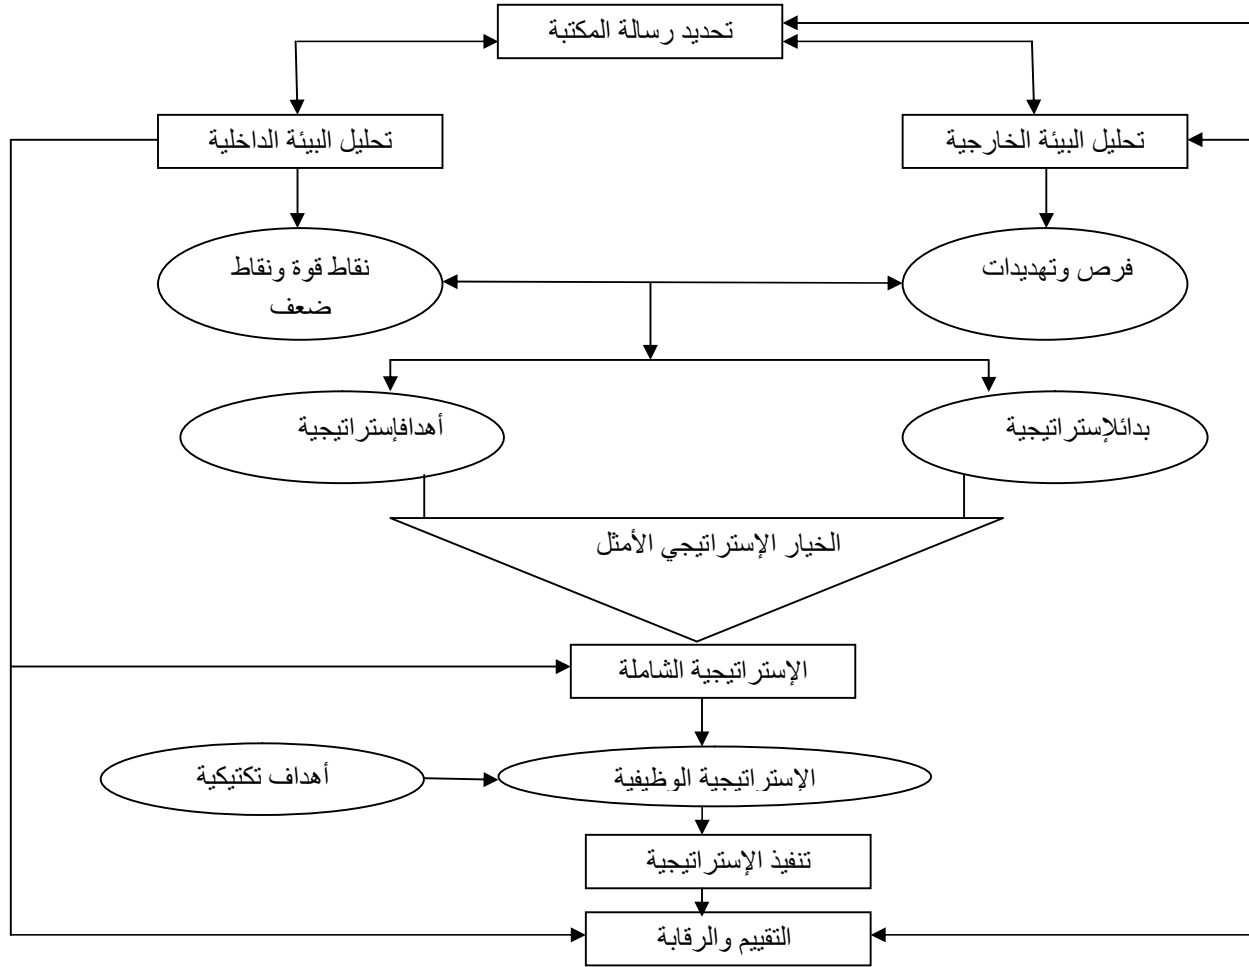 تحديد رسالة المكتبة
تحليل البيئة الخارجية
تحليل البيئة الداخلية
فرص وتهديدات
نقاط قوة ونقاط
ضعف
بدائلإستراتيجية
أهدافإستراتيجية
الخيار الإستراتيجي الأمثل
الإستراتيجية الشاملة
الإستراتيجية الوظيفية
أهداف تكتيكية
تنفيذ الإستراتيجية
التقييم والرقابة